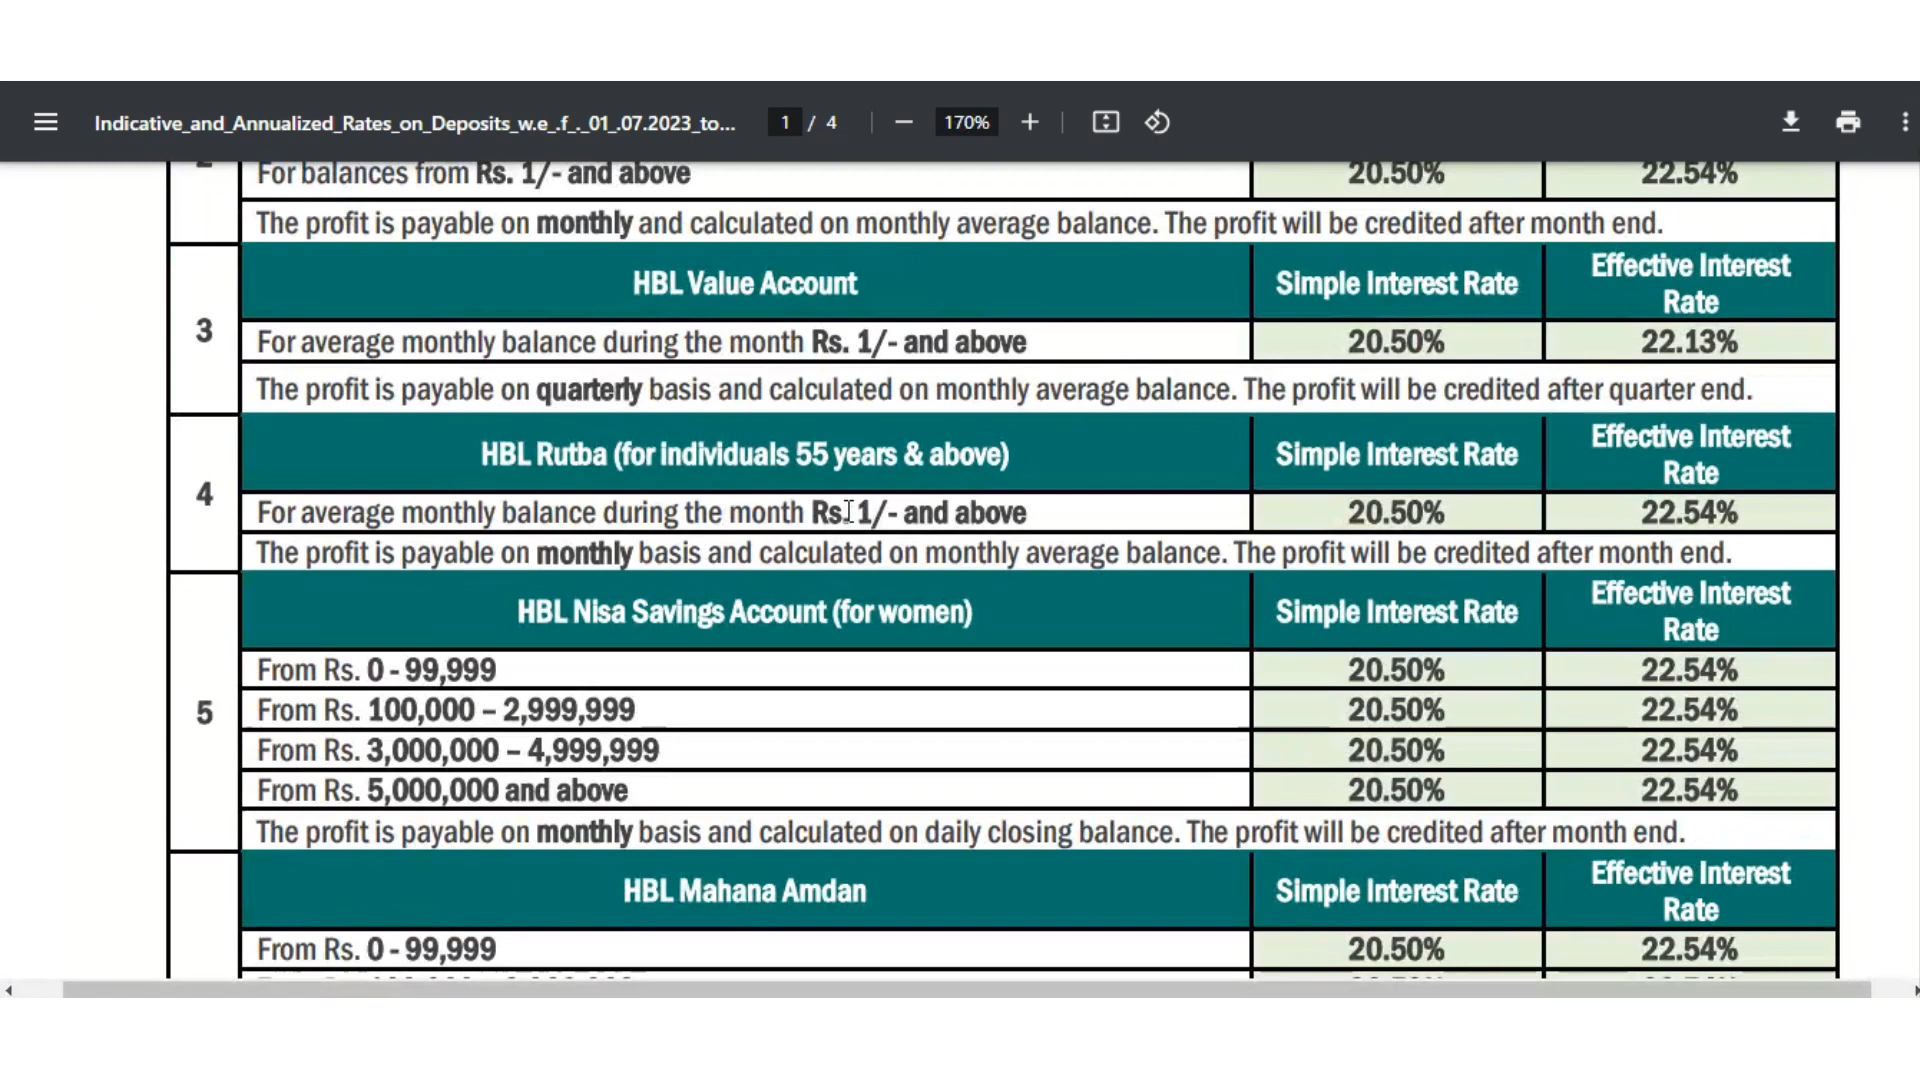 Indicative_and_Annualized_Rates_on_Deposits_w.e_.f_._01_.07.2023_to...
1 / 4
170%
For balances from Rs. 1/- and above 20.50% 22.54%
The profit is payable on monthly and calculated on monthly average balance. The profit will be credited after month end.
3
HBL Value Account Simple Interest Rate Effective Interest Rate
For average monthly balance during the month Rs. 1/- and above 20.50% 22.13%
The profit is payable on quarterly basis and calculated on monthly average balance. The profit will be credited after quarter end.
4
HBL Rutba (for individuals 55 years & above) Simple Interest Rate Effective Interest Rate
For average monthly balance during the month Rs. 1/- and above 20.50% 22.54%
The profit is payable on monthly basis and calculated on monthly average balance. The profit will be credited after month end.
5
HBL Nisa Savings Account (for women) Simple Interest Rate Effective Interest Rate
From Rs. 0 - 99,999 20.50% 22.54%
From Rs. 100,000 – 2,999,999 20.50% 22.54%
From Rs. 3,000,000 – 4,999,999 20.50% 22.54%
From Rs. 5,000,000 and above 20.50% 22.54%
The profit is payable on monthly basis and calculated on daily closing balance. The profit will be credited after month end.
HBL Mahana Amdan Simple Interest Rate Effective Interest Rate
From Rs. 0 - 99,999 20.50% 22.54%